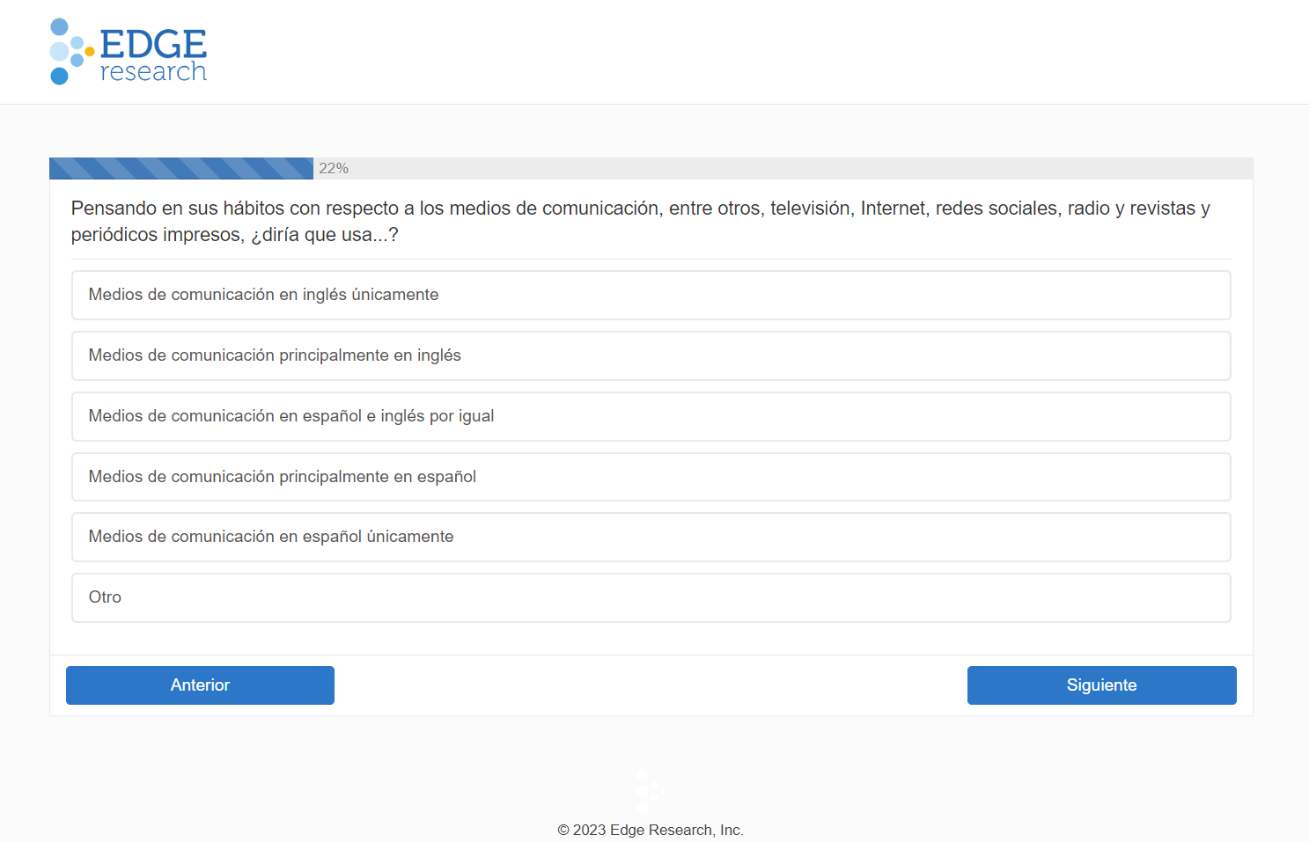 EDGE
research
22%
Pensando en sus hábitos con respecto a los medios de comunicación, entre otros, televisión, Internet, redes sociales, radio y revistas y
periódicos impresos, ¿diría que usa...?
Medios de comunicación en inglés únicamente
Medios de comunicación principalmente en inglés
Medios de comunicación en español e inglés por igual
Medios de comunicación principalmente en español
Medios de comunicación en español únicamente
Otro
Anterior
Siguiente
© 2023 Edge Research, Inc.